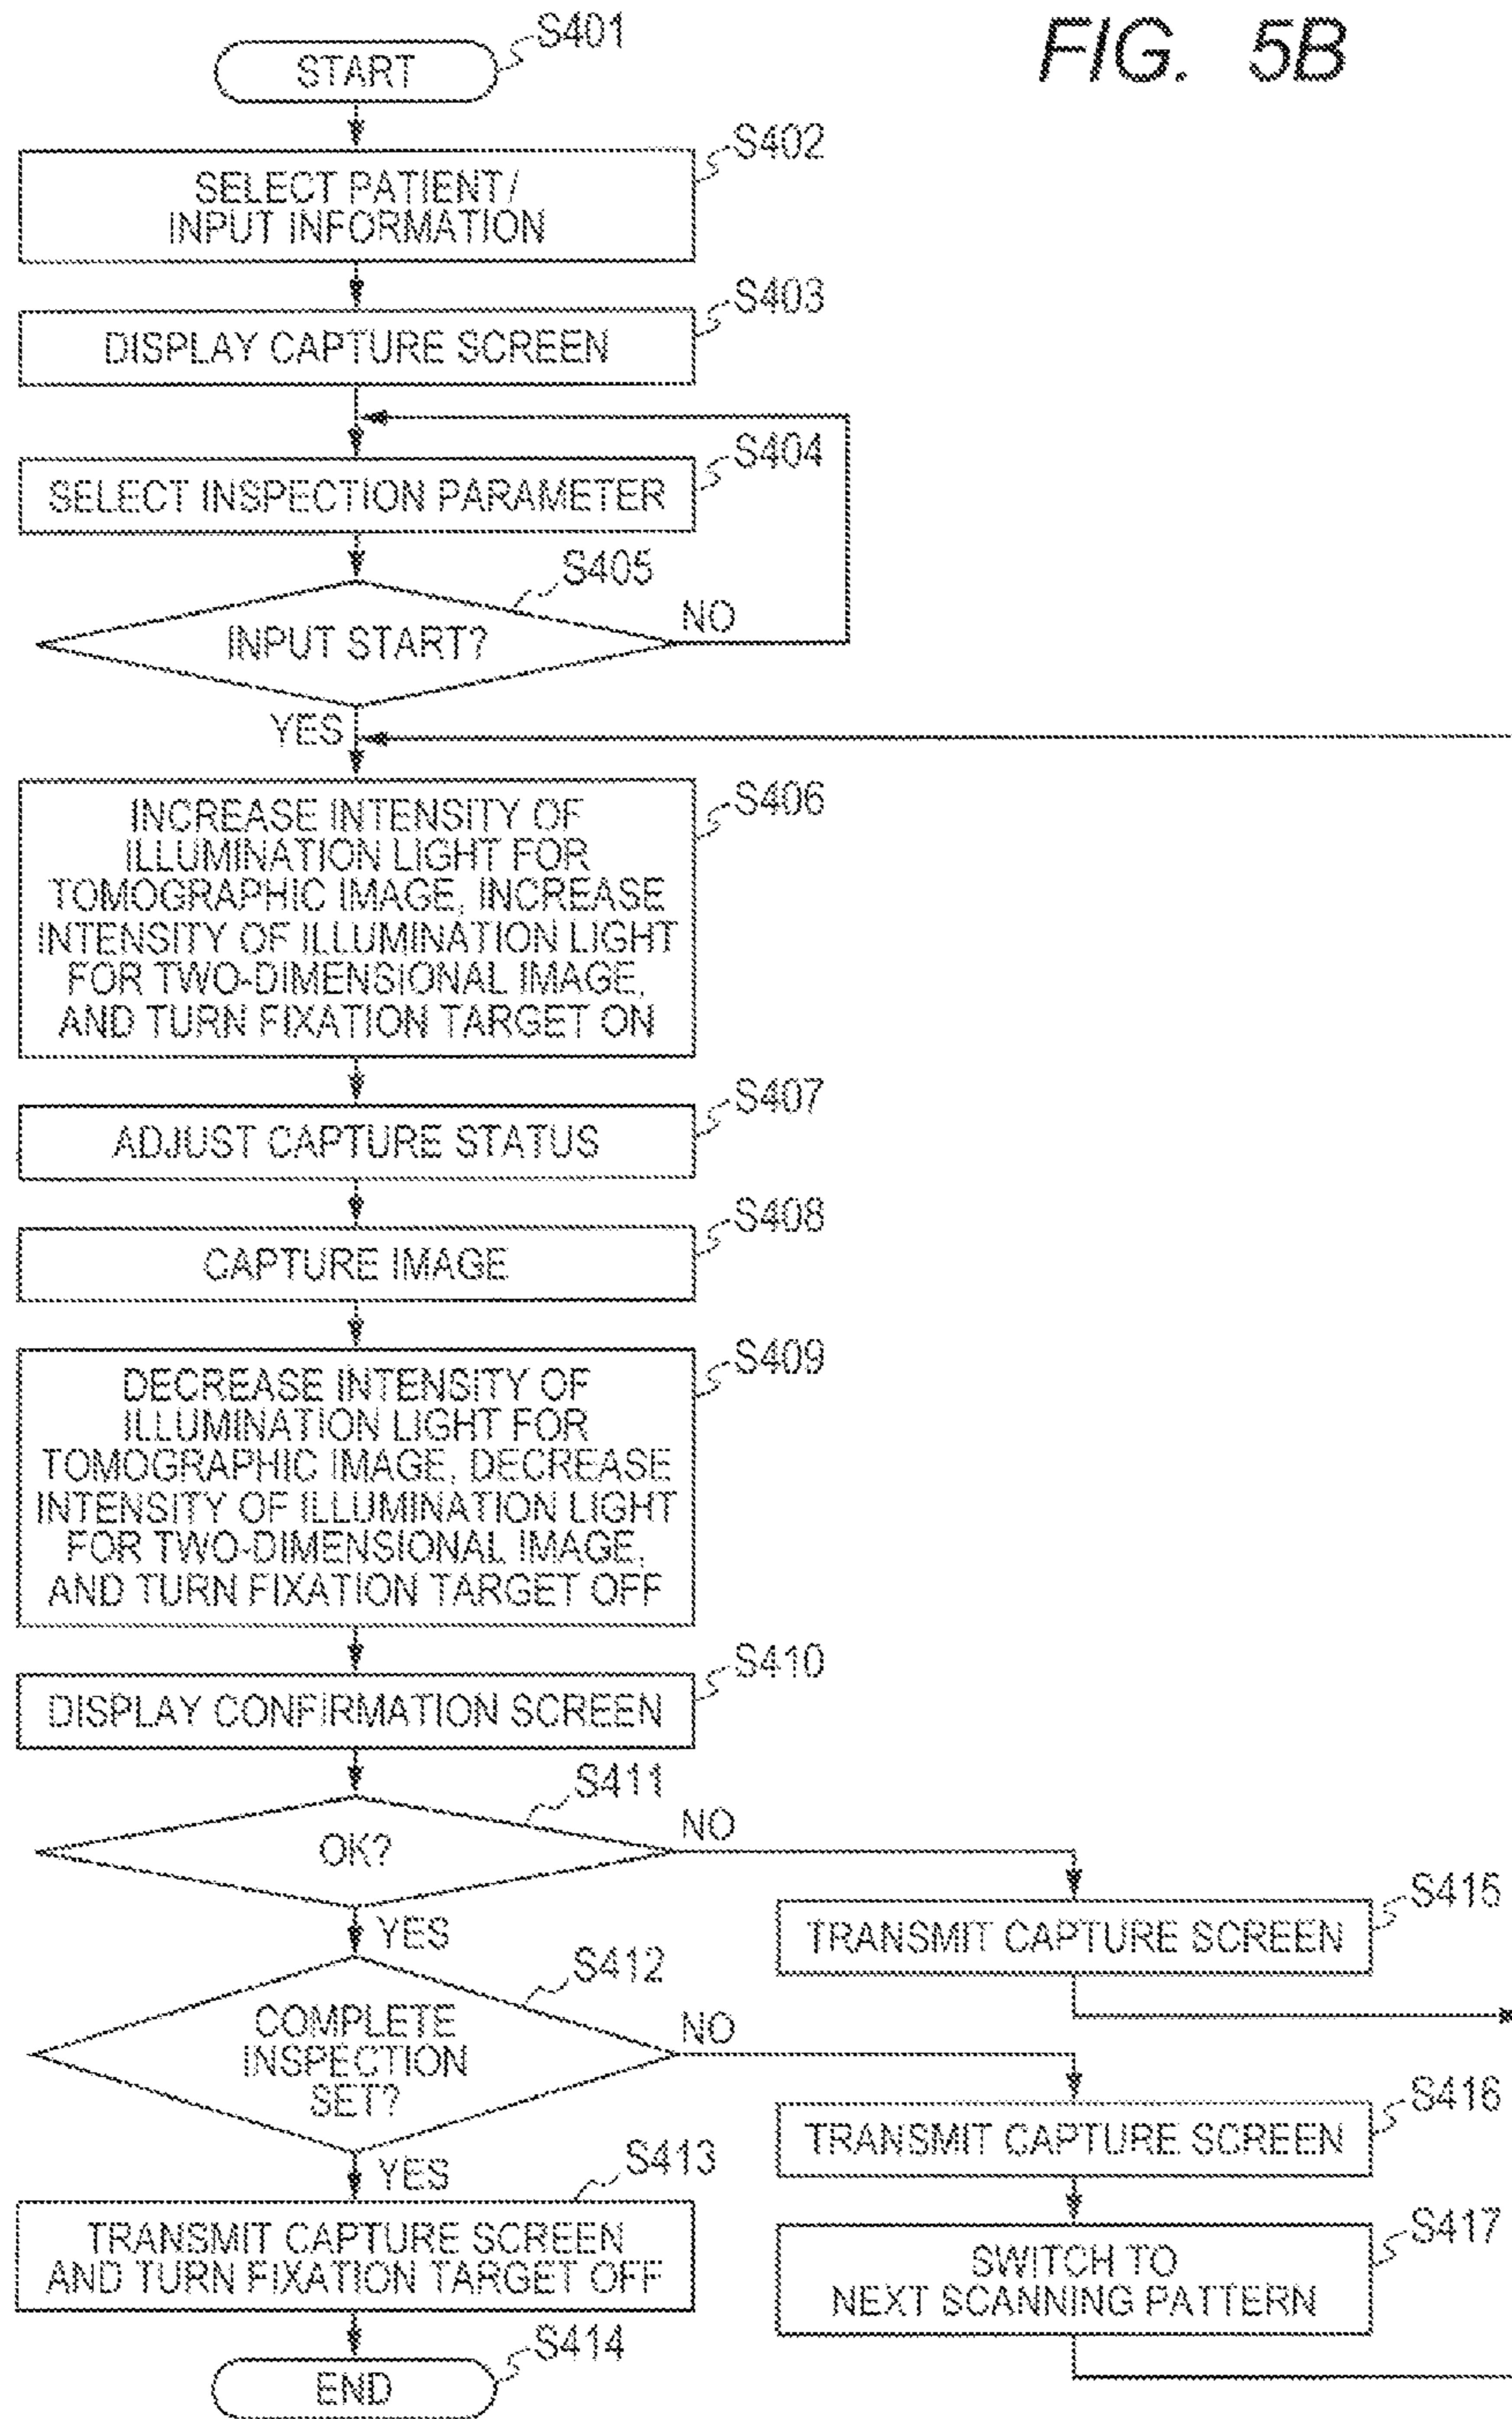 FIG. 5B
S401
START
S402
SELECT PATIENT/
INPUT INFORMATION
S403
DISPLAY CAPTURE SCREEN
S404
SELECT INSPECTION PARAMETER
S405
INPUT START?
NO
YES
S406
INCREASE INTENSITY OF
ILLUMINATION LIGHT FOR
TOMOGRAPHIC IMAGE, INCREASE
INTENSITY OF ILLUMINATION LIGHT
FOR TWO-DIMENSIONAL IMAGE,
AND TURN FIXATION TARGET ON
S407
ADJUST CAPTURE STATUS
S408
CAPTURE IMAGE
S409
DECREASE INTENSITY OF
ILLUMINATION LIGHT FOR
TOMOGRAPHIC IMAGE, DECREASE
INTENSITY OF ILLUMINATION LIGHT
FOR TWO-DIMENSIONAL IMAGE,
AND TURN FIXATION TARGET OFF
S410
DISPLAY CONFIRMATION SCREEN
S411
OK?
NO
YES
S415
TRANSMIT CAPTURE SCREEN
S412
COMPLETE
INSPECTION
SET?
NO
YES
S416
TRANSMIT CAPTURE SCREEN
S413
TRANSMIT CAPTURE SCREEN
AND TURN FIXATION TARGET OFF
S417
SWITCH TO
NEXT SCANNING PATTERN
S414
END